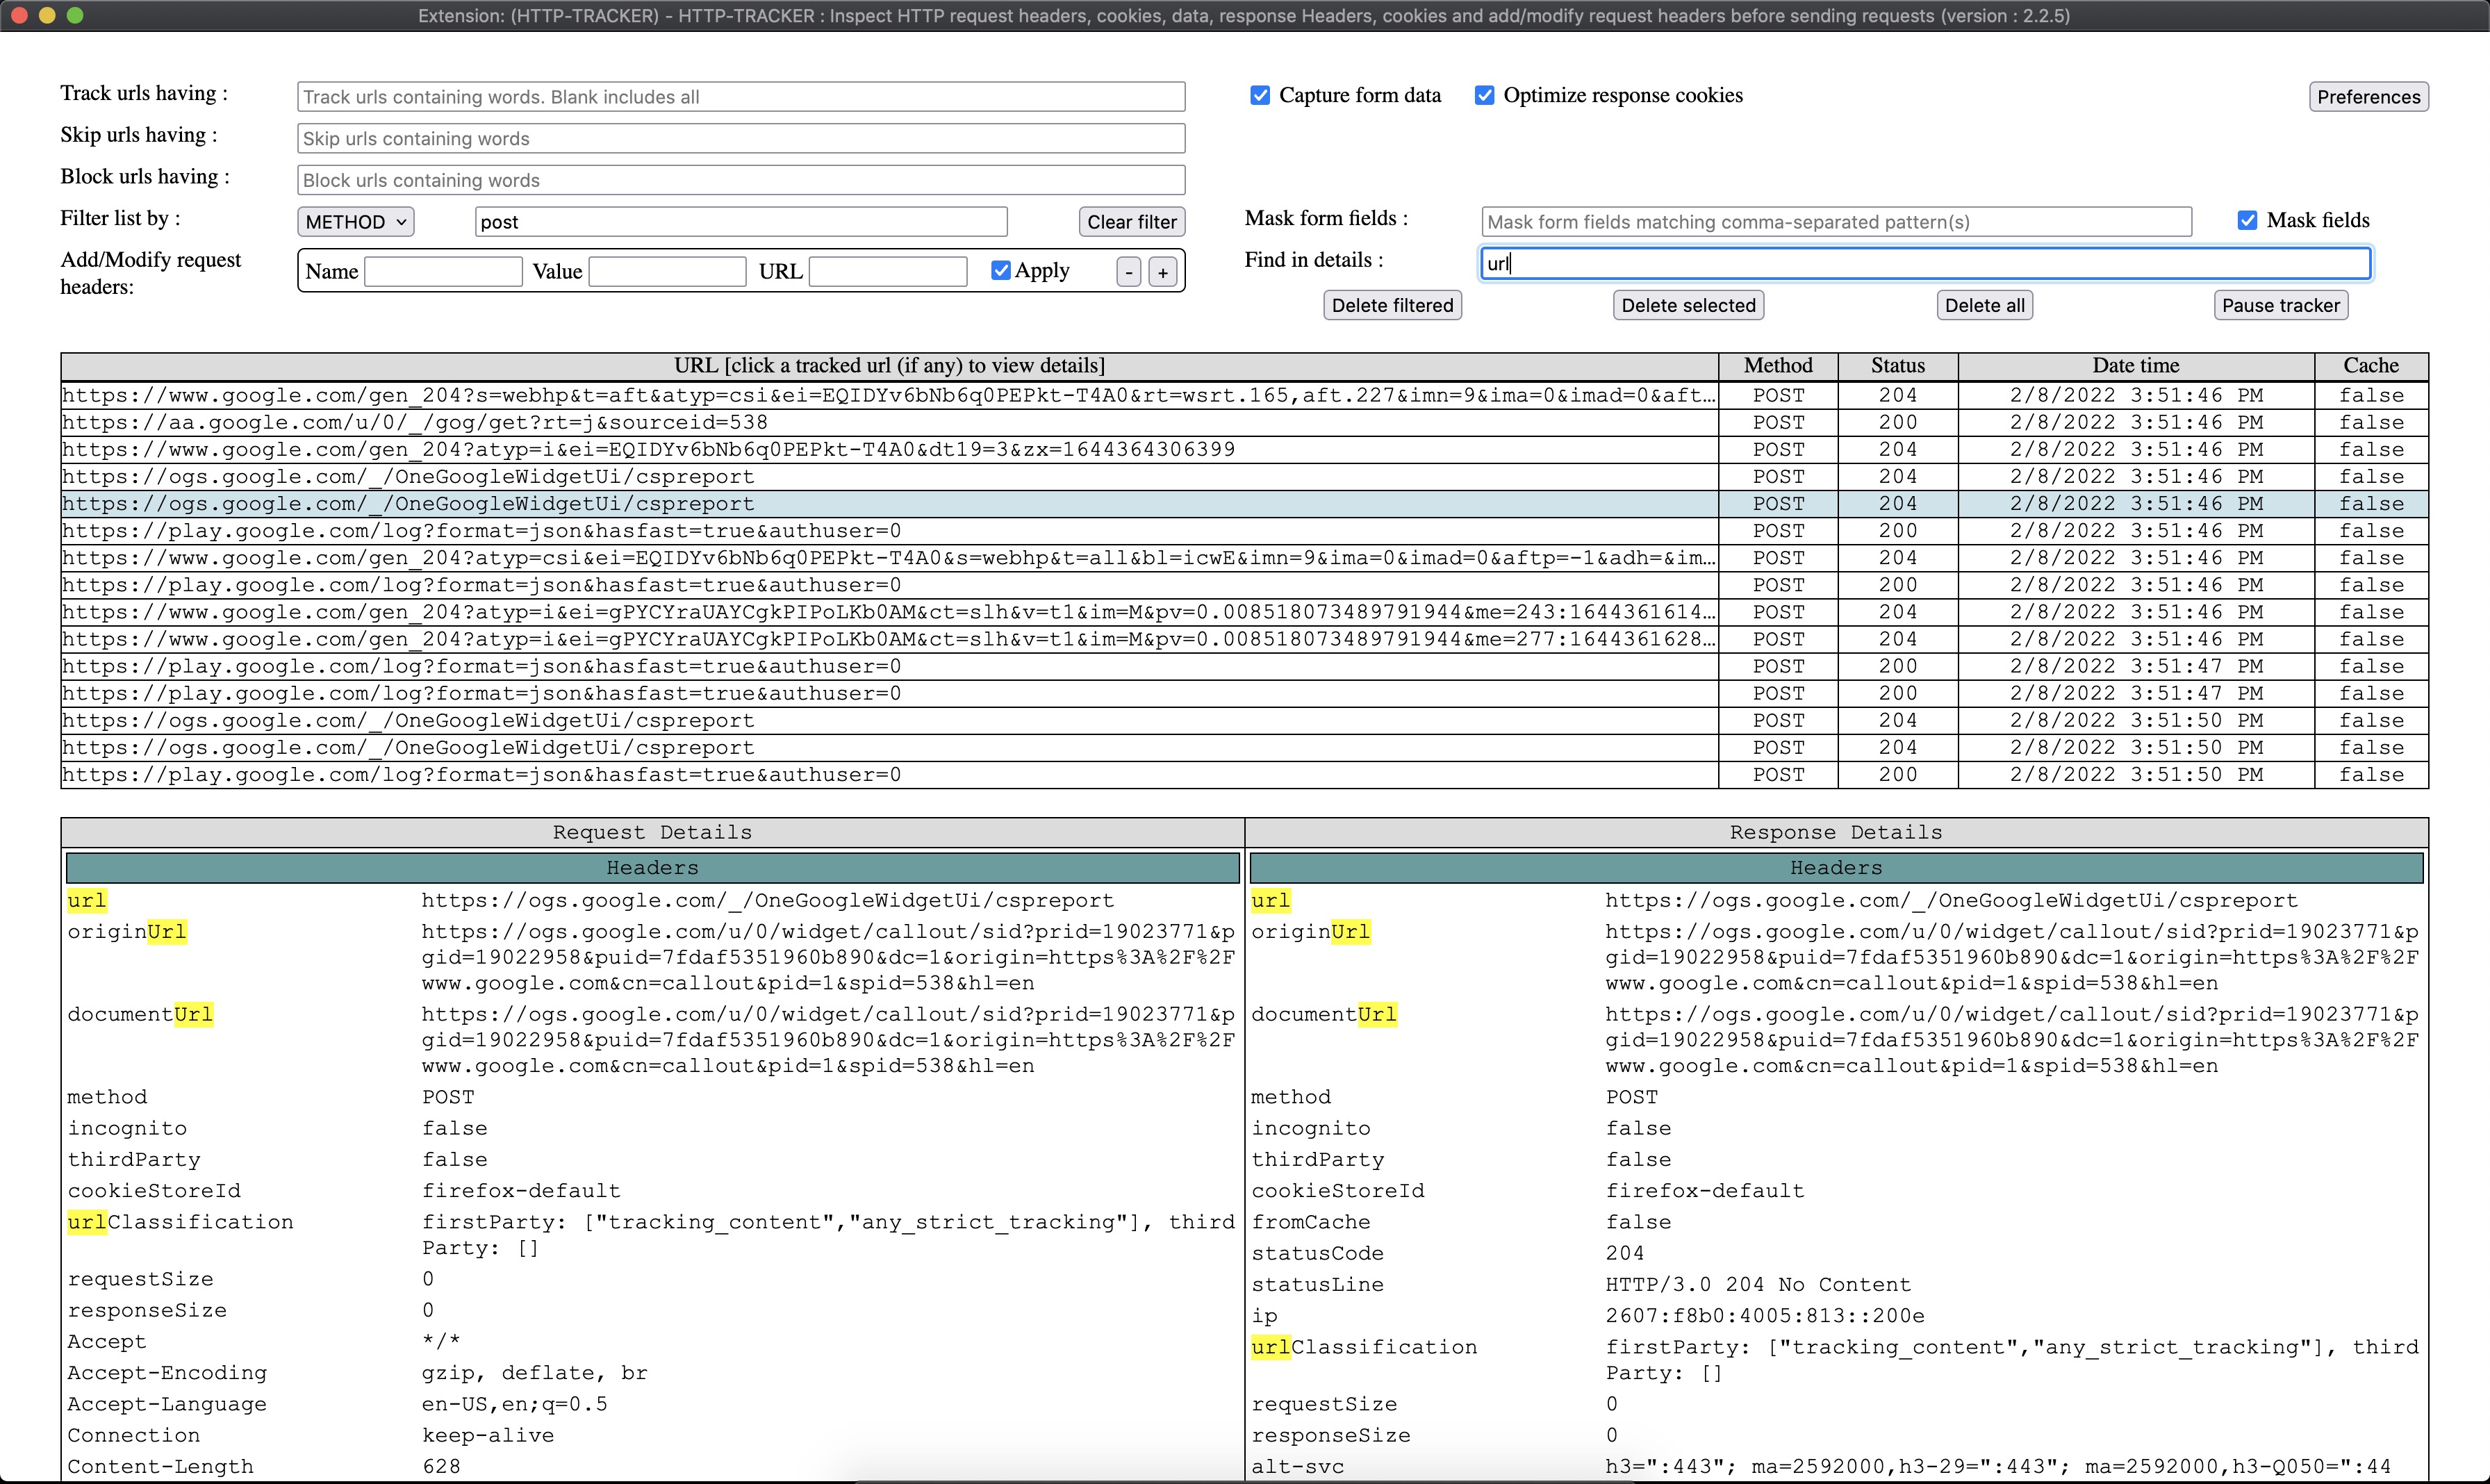 Extension: (HTTP-TRACKER) - HTTP-TRACKER : Inspect HTTP request headers, cookies, data, response Headers, cookies and add/modify request headers before sending requests (version : 2.2.5)
Track urls having : Track urls containing words. Blank includes all Capture form data Optimize response cookies Preferences
Skip urls having : Skip urls containing words
Block urls having : Block urls containing words
Filter list by : METHOD post Clear filter Mask form fields : Mask form fields matching comma-separated pattern(s) Mask fields
Add/Modify request headers: Name Value URL Apply - + Find in details : url
Delete filtered Delete selected Delete all Pause tracker
URL [click a tracked url (if any) to view details] Method Status Date time Cache
https://www.google.com/gen_204?s=webhp&t=aft&atyp=csi&ei=EQIDYv6bNb6q0PEPkt-T4A0&rt=wsrt.165,aft.227&imn=9&ima=0&imad=0&aft… POST 204 2/8/2022 3:51:46 PM false
https://aa.google.com/u/0/_/gog/get?rt=j&sourceid=538 POST 200 2/8/2022 3:51:46 PM false
https://www.google.com/gen_204?atyp=i&ei=EQIDYv6bNb6q0PEPkt-T4A0&dt19=3&zx=1644364306399 POST 204 2/8/2022 3:51:46 PM false
https://ogs.google.com/_/OneGoogleWidgetUi/cspreport POST 204 2/8/2022 3:51:46 PM false
https://ogs.google.com/_/OneGoogleWidgetUi/cspreport POST 204 2/8/2022 3:51:46 PM false
https://play.google.com/log?format=json&hasfast=true&authuser=0 POST 200 2/8/2022 3:51:46 PM false
https://www.google.com/gen_204?atyp=csi&ei=EQIDYv6bNb6q0PEPkt-T4A0&s=webhp&t=all&bl=icwE&imn=9&ima=0&imad=0&aftp=-1&adh=&im… POST 204 2/8/2022 3:51:46 PM false
https://play.google.com/log?format=json&hasfast=true&authuser=0 POST 200 2/8/2022 3:51:46 PM false
https://www.google.com/gen_204?atyp=i&ei=gPYCYraUAYCgkPIPoLKb0AM&ct=slh&v=t1&im=M&pv=0.008518073489791944&me=243:1644361614… POST 204 2/8/2022 3:51:46 PM false
https://www.google.com/gen_204?atyp=i&ei=gPYCYraUAYCgkPIPoLKb0AM&ct=slh&v=t1&im=M&pv=0.008518073489791944&me=277:1644361628… POST 204 2/8/2022 3:51:46 PM false
https://play.google.com/log?format=json&hasfast=true&authuser=0 POST 200 2/8/2022 3:51:47 PM false
https://play.google.com/log?format=json&hasfast=true&authuser=0 POST 200 2/8/2022 3:51:47 PM false
https://ogs.google.com/_/OneGoogleWidgetUi/cspreport POST 204 2/8/2022 3:51:50 PM false
https://ogs.google.com/_/OneGoogleWidgetUi/cspreport POST 204 2/8/2022 3:51:50 PM false
https://play.google.com/log?format=json&hasfast=true&authuser=0 POST 200 2/8/2022 3:51:50 PM false
Request Details
Headers
url https://ogs.google.com/_/OneGoogleWidgetUi/cspreport
originUrl https://ogs.google.com/u/0/widget/callout/sid?prid=19023771&p
gid=19022958&puid=7fdaf5351960b890&dc=1&origin=https%3A%2F%2F
www.google.com&cn=callout&pid=1&spid=538&hl=en
documentUrl https://ogs.google.com/u/0/widget/callout/sid?prid=19023771&p
gid=19022958&puid=7fdaf5351960b890&dc=1&origin=https%3A%2F%2F
www.google.com&cn=callout&pid=1&spid=538&hl=en
method POST
incognito false
thirdParty false
cookieStoreId firefox-default
urlClassification firstParty: ["tracking_content","any_strict_tracking"], third
Party: []
requestSize 0
responseSize 0
Accept */*
Accept-Encoding gzip, deflate, br
Accept-Language en-US,en;q=0.5
Connection keep-alive
Content-Length 628
Response Details
Headers
url https://ogs.google.com/_/OneGoogleWidgetUi/cspreport
originUrl https://ogs.google.com/u/0/widget/callout/sid?prid=19023771&p
gid=19022958&puid=7fdaf5351960b890&dc=1&origin=https%3A%2F%2F
www.google.com&cn=callout&pid=1&spid=538&hl=en
documentUrl https://ogs.google.com/u/0/widget/callout/sid?prid=19023771&p
gid=19022958&puid=7fdaf5351960b890&dc=1&origin=https%3A%2F%2F
www.google.com&cn=callout&pid=1&spid=538&hl=en
method POST
incognito false
thirdParty false
cookieStoreId firefox-default
fromCache false
statusCode 204
statusLine HTTP/3.0 204 No Content
ip 2607:f8b0:4005:813::200e
urlClassification firstParty: ["tracking_content","any_strict_tracking"], third
Party: []
requestSize 0
responseSize 0
alt-svc h3=":443"; ma=2592000,h3-29=":443"; ma=2592000,h3-Q050=":44